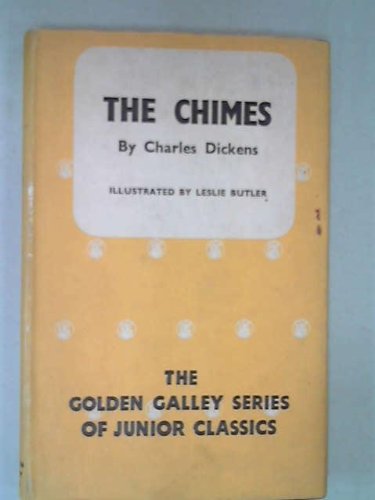 THE CHIMES
By Charles Dickens
ILLUSTRATED BY LESLIE BUTLER
THE
GOLDEN GALLEY SERIES
OF JUNIOR CLASSICS